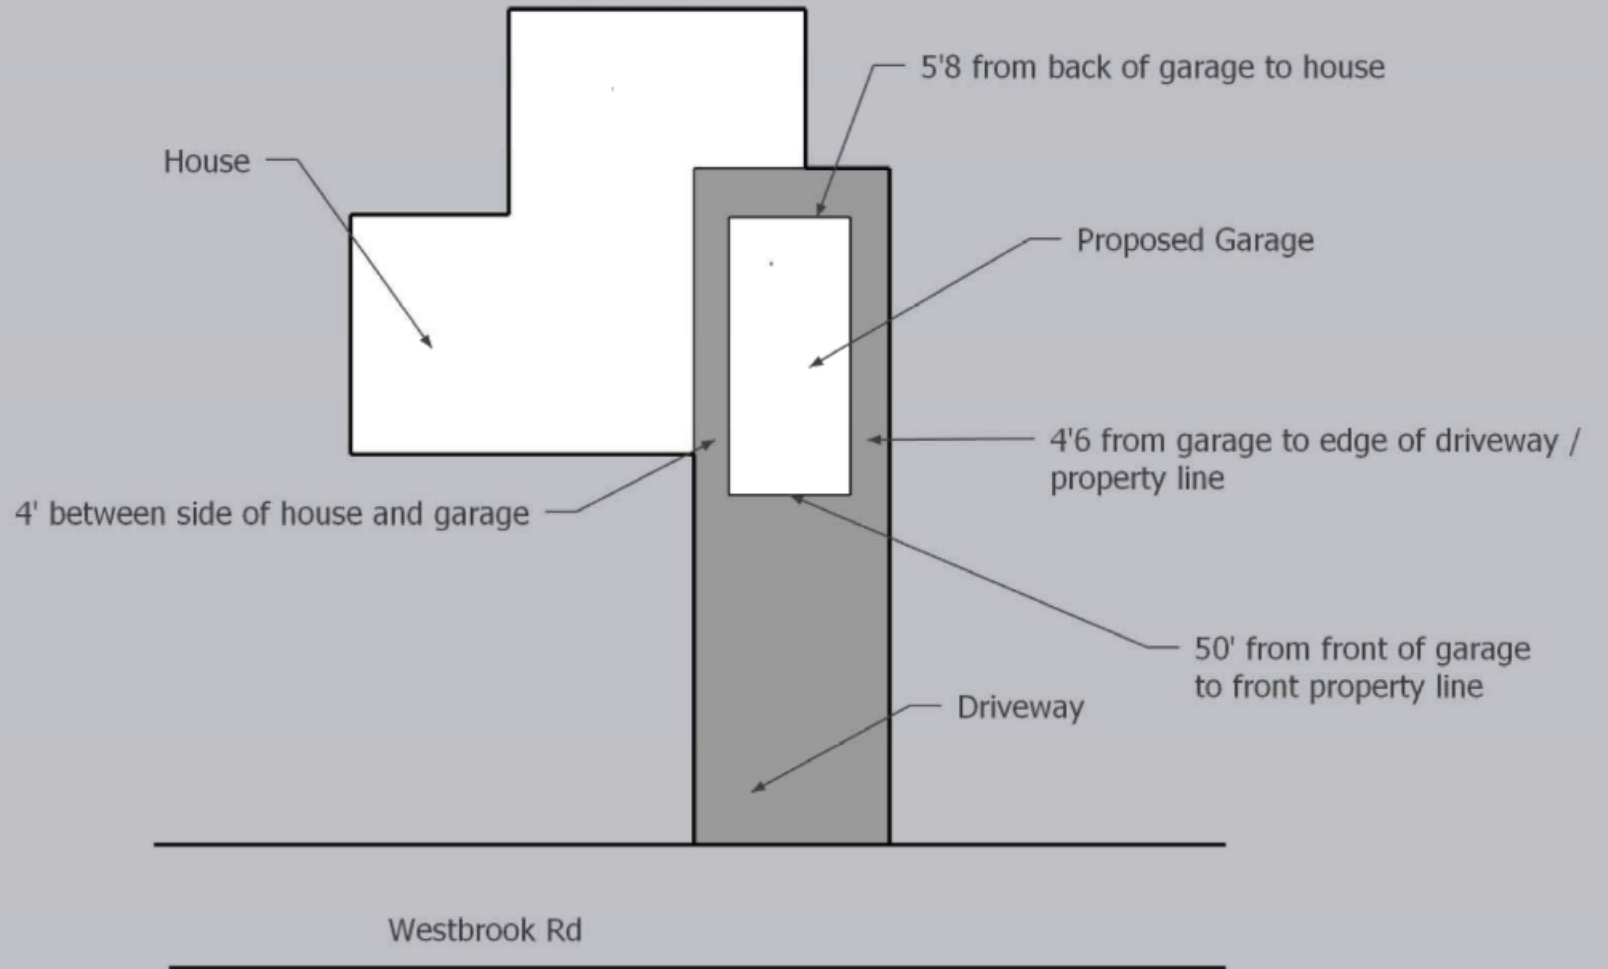 5'8 from back of garage to house
House
Proposed Garage
4'6 from garage to edge of driveway /
property line
4' between side of house and garage
50' from front of garage
to front property line
Driveway
Westbrook Rd